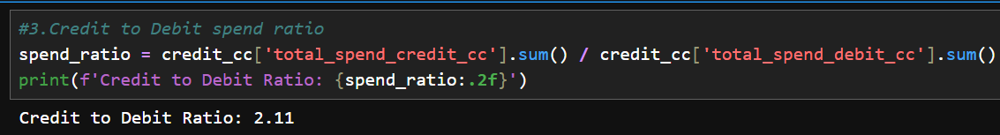 #3.Credit to Debit spend ratio
spend_ratio = credit_cc['total_spend_credit_cc'].sum() / credit_cc['total_spend_debit_cc'].sum()
print(f'Credit to Debit Ratio: {spend_ratio:.2f}')
Credit to Debit Ratio: 2.11